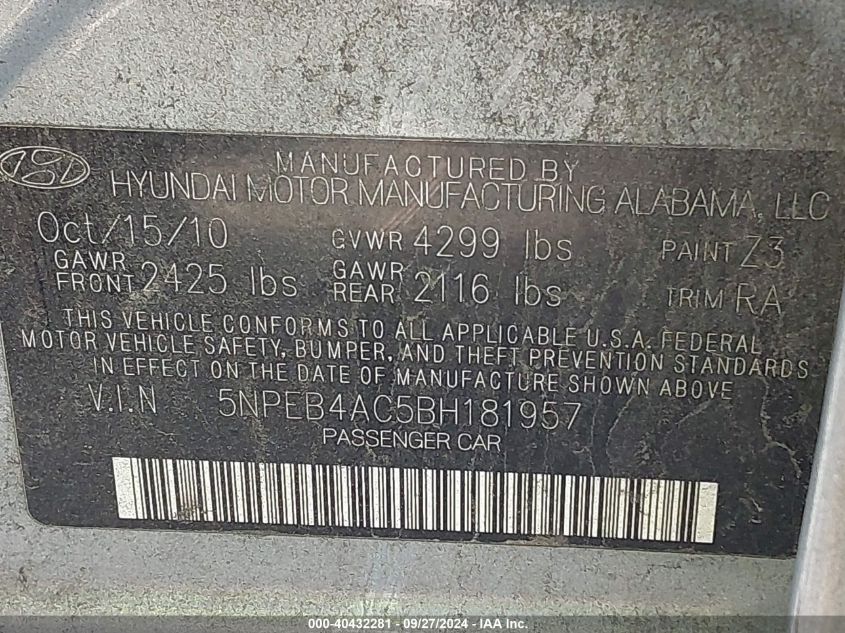 MANUFACTURED BY
HYUNDAI MOTOR MANUFACTURING ALABAMA, LLC
Oct/15/10 GVWR 4299 lbs PAINT Z3
GAWR FRONT 2425 lbs GAWR REAR 2116 lbs TRIM RA
THIS VEHICLE CONFORMS TO ALL APPLICABLE U.S.A. FEDERAL
MOTOR VEHICLE SAFETY, BUMPER, AND THEFT PREVENTION STANDARDS
IN EFFECT ON THE DATE OF MANUFACTURE SHOWN ABOVE
V.I.N 5NPEB4AC5BH181957
PASSENGER CAR
000-40432281 - 09/27/2024 - IAA Inc.